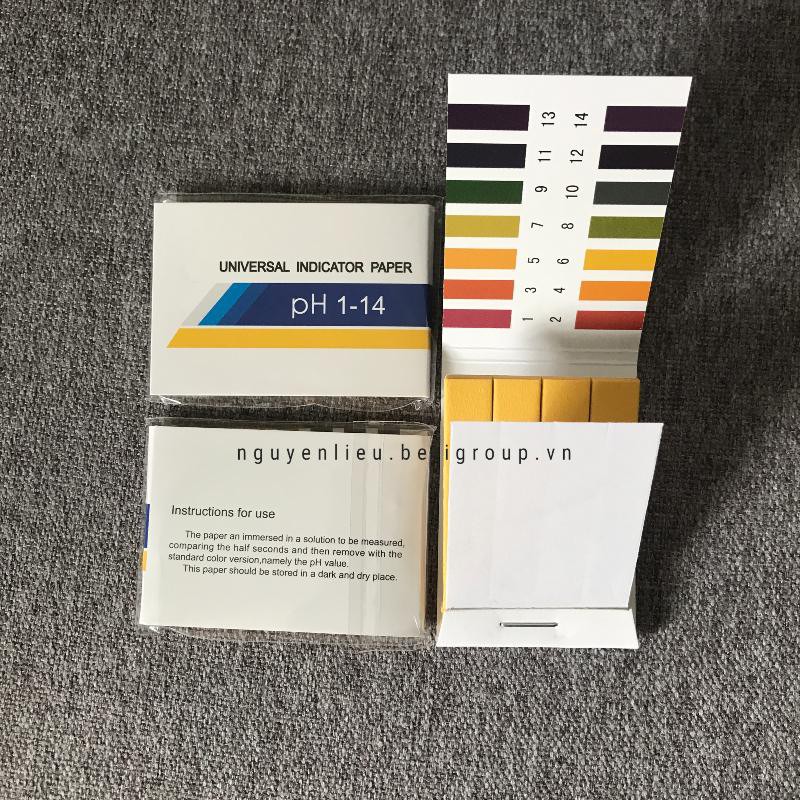 UNIVERSAL INDICATOR PAPER
pH 1-14
13 14
11 12
9 10
7 8
5 6
3 4
1 2
Instructions for use
The paper an immersed in a solution to be measured,
comparing the half seconds and then remove with the
standard color version,namely the pH value.
This paper should be stored in a dark and dry place.